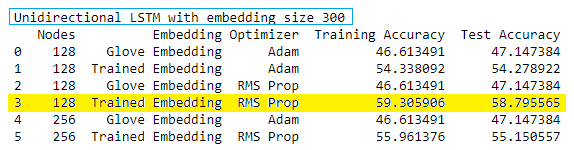 Unidirectional LSTM with embedding size 300
Nodes Embedding Optimizer Training Accuracy Test Accuracy
0 128 Glove Embedding Adam 46.613491 47.147384
1 128 Trained Embedding Adam 54.338092 54.278922
2 128 Glove Embedding RMS Prop 46.613491 47.147384
3 128 Trained Embedding RMS Prop 59.305906 58.795565
4 256 Glove Embedding Adam 46.613491 47.147384
5 256 Trained Embedding RMS Prop 55.961376 55.150557